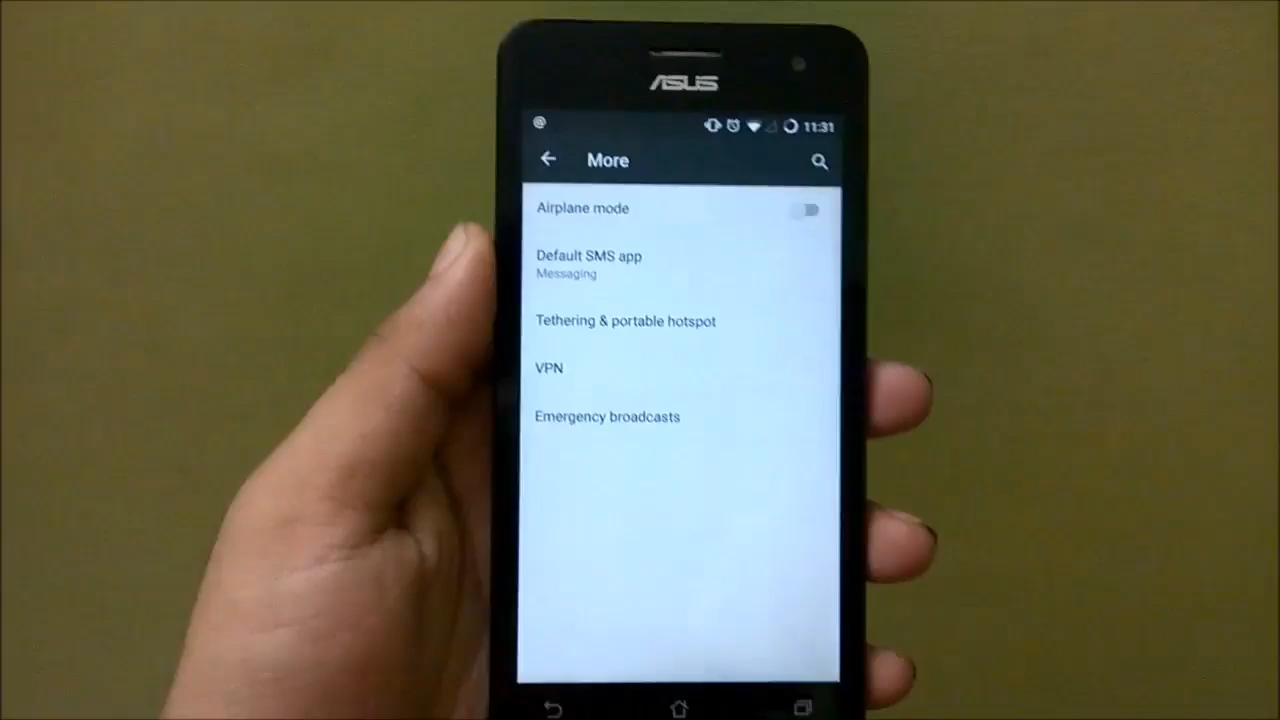 ASUS
@ 11:31
More
Airplane mode
Default SMS app
Messaging
Tethering & portable hotspot
VPN
Emergency broadcasts